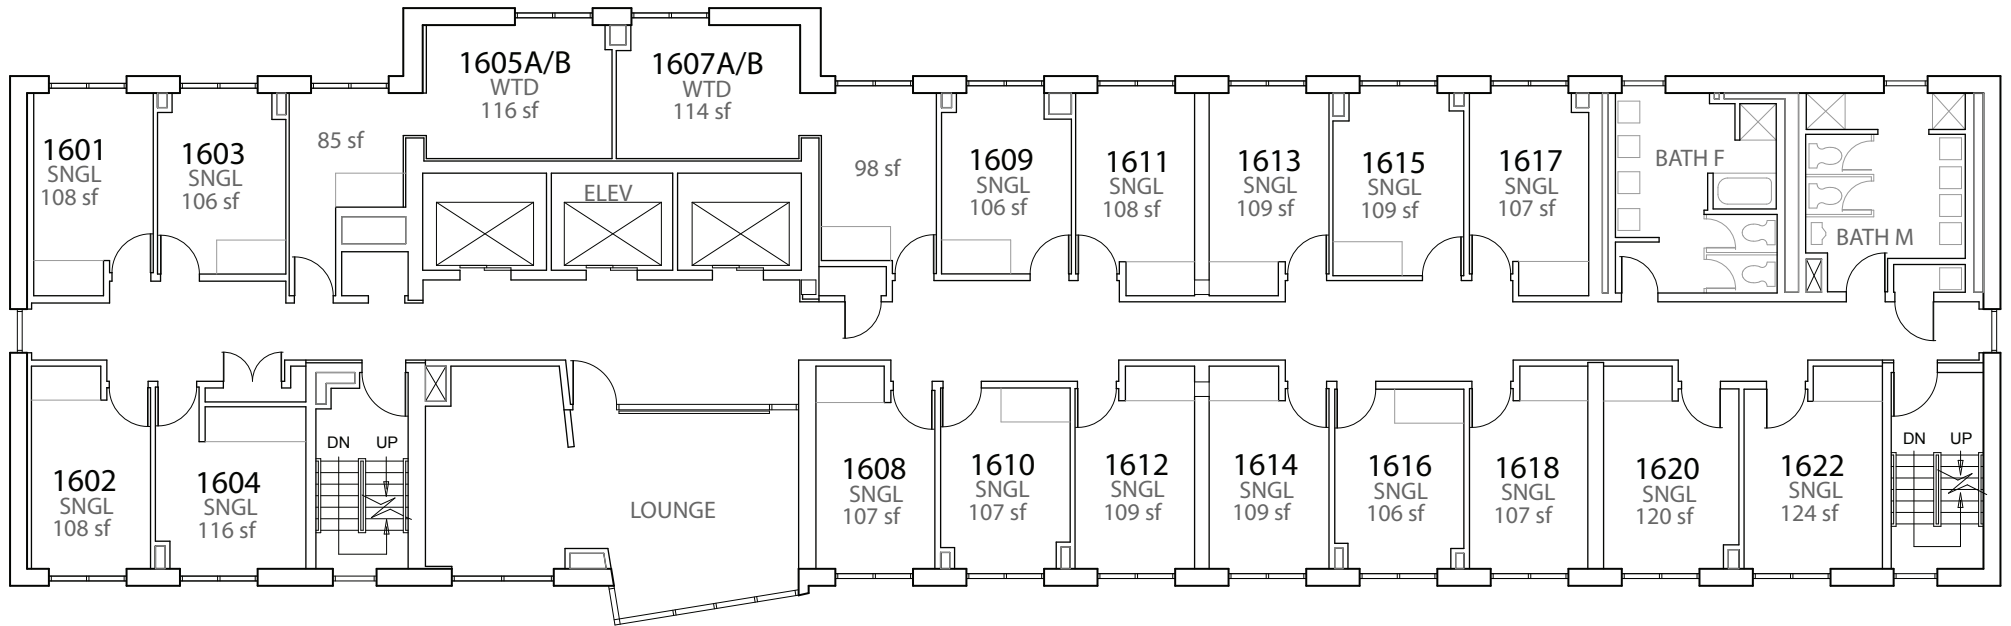 1605A/B
WTD
116 sf
1607A/B
WTD
114 sf
1601
SNGL
108 sf
1603
SNGL
106 sf
85 sf
ELEV
98 sf
1609
SNGL
106 sf
1611
SNGL
108 sf
1613
SNGL
109 sf
1615
SNGL
109 sf
1617
SNGL
107 sf
BATH F
BATH M
1602
SNGL
108 sf
1604
SNGL
116 sf
DN UP
LOUNGE
1608
SNGL
107 sf
1610
SNGL
107 sf
1612
SNGL
109 sf
1614
SNGL
109 sf
1616
SNGL
106 sf
1618
SNGL
107 sf
1620
SNGL
120 sf
1622
SNGL
124 sf
DN UP